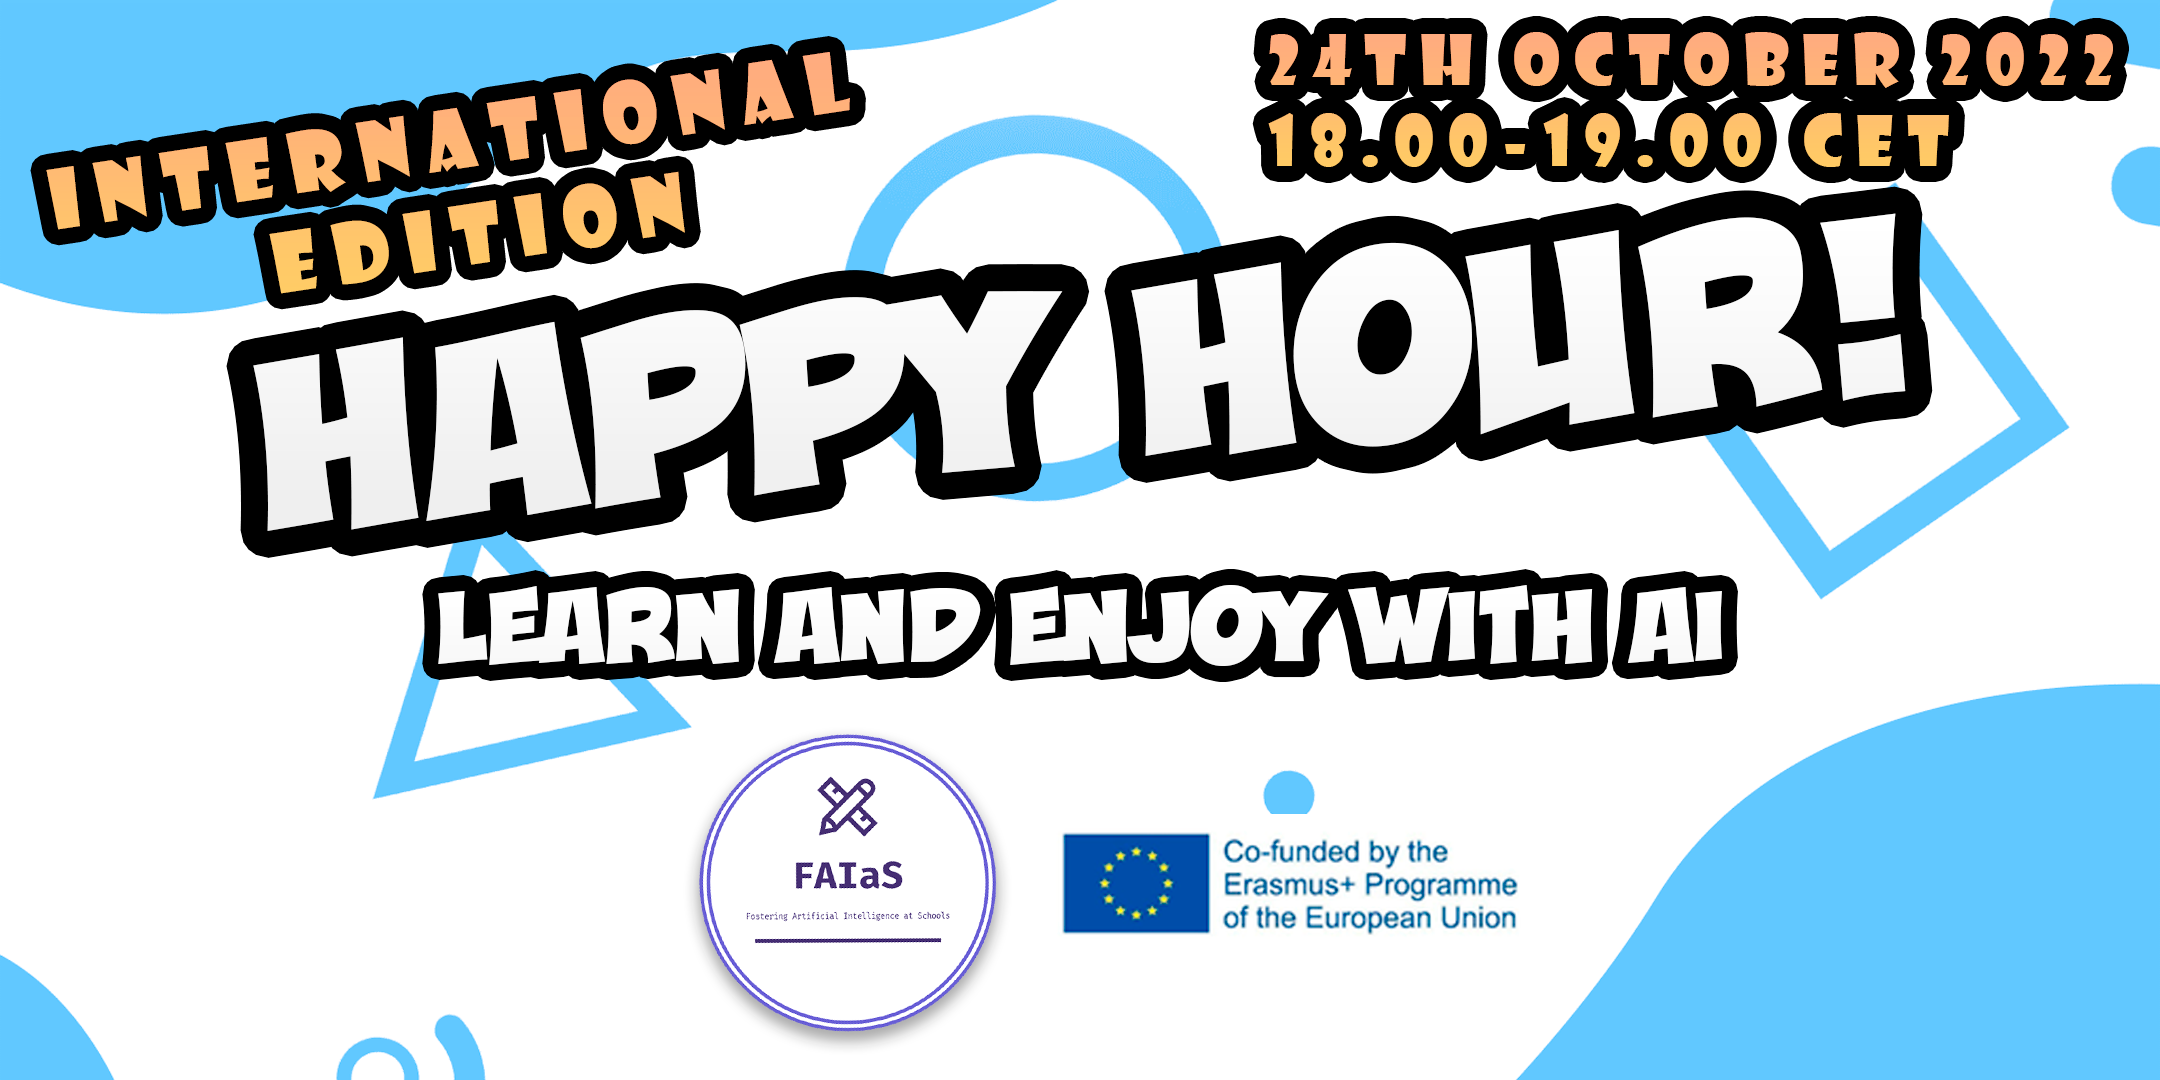 INTERNATIONAL
EDITION
24TH OCTOBER 2022
18.00-19.00 CET
HAPPY HOUR!
LEARN AND ENJOY WITH AI
FAIaS
Fostering Artificial Intelligence at Schools
Co-funded by the
Erasmus+ Programme
of the European Union